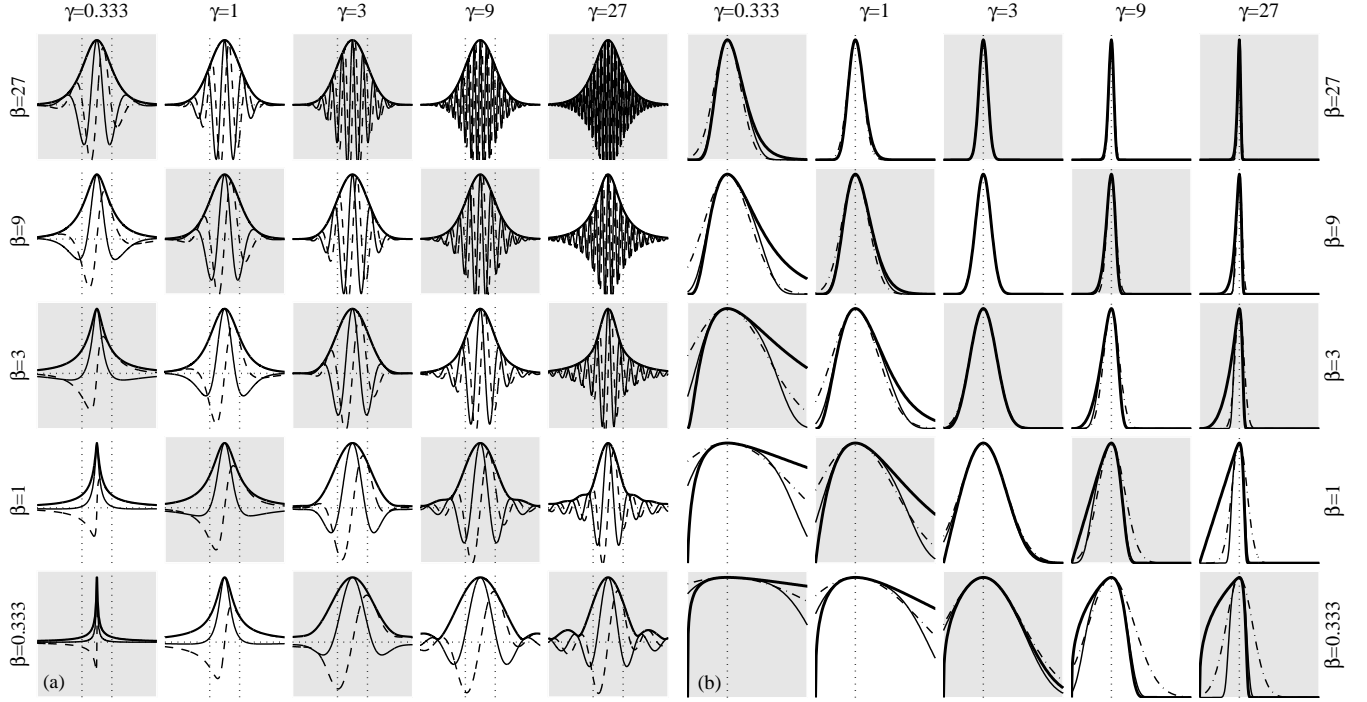 γ=0.333 γ=1 γ=3 γ=9 γ=27 γ=0.333 γ=1 γ=3 γ=9 γ=27
β=27 β=27
β=9 β=9
β=3 β=3
β=1 β=1
β=0.333 β=0.333
(a) (b)